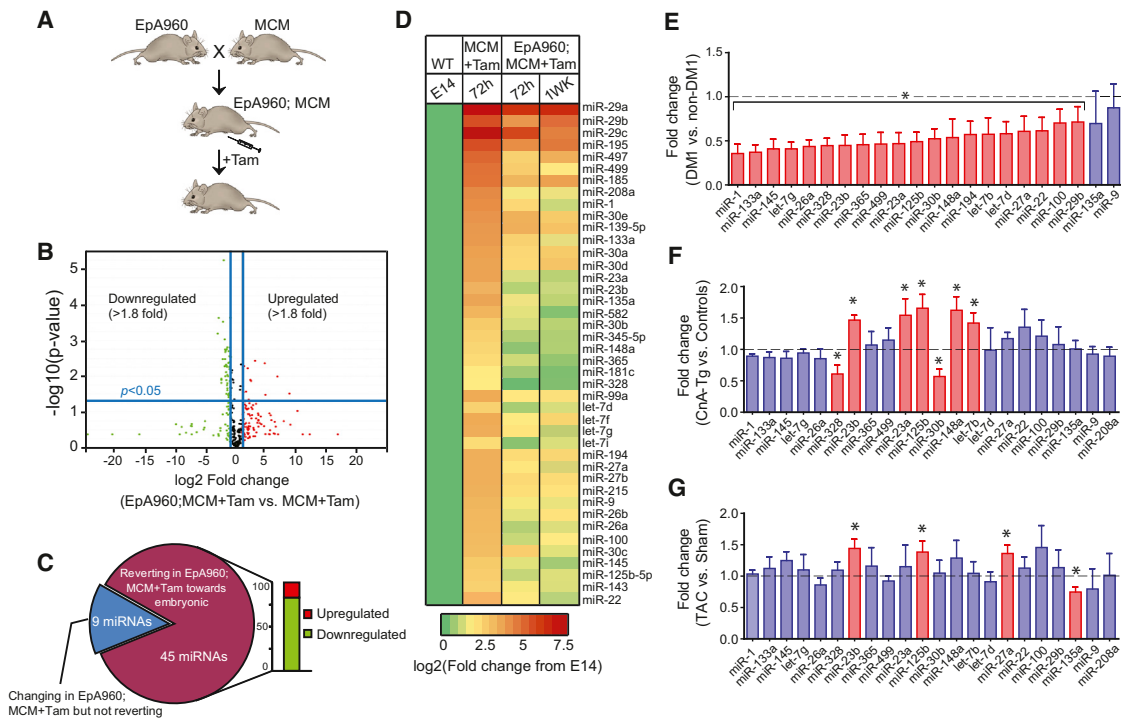 A
EpA960
MCM
X
EpA960; MCM
+Tam
B
Downregulated
(>1.8 fold)
Upregulated
(>1.8 fold)
p<0.05
-log10(p-value)
5
4
3
2
1
0
-20
-15
-10
-5
0
5
10
15
20
log2 Fold change
(EpA960;MCM+Tam vs. MCM+Tam)
C
Reverting in EpA960;
MCM+Tam towards
embryonic
9 miRNAs
45 miRNAs
Changing in EpA960;
MCM+Tam but not reverting
100
50
0
Upregulated
Downregulated
D
WT
MCM
+Tam
EpA960;
MCM+Tam
E14
72h
72h
1WK
miR-29a
miR-29b
miR-29c
miR-195
miR-497
miR-499
miR-185
miR-208a
miR-1
miR-30e
miR-139-5p
miR-133a
miR-30a
miR-30d
miR-23a
miR-23b
miR-135a
miR-582
miR-30b
miR-345-5p
miR-148a
miR-365
miR-181c
miR-328
miR-99a
let-7d
let-7f
let-7g
let-7i
miR-194
miR-27a
miR-27b
miR-215
miR-9
miR-26b
miR-26a
miR-100
miR-30c
miR-145
miR-125b-5p
miR-143
miR-22
0
2.5
5
7.5
log2(Fold change from E14)
E
Fold change
(DM1 vs. non-DM1)
1.5
1.0
0.5
0.0
*
miR-1
miR-133a
miR-145
let-7g
miR-26a
miR-328
miR-23b
miR-365
miR-499
miR-23a
miR-125b
miR-30b
miR-148a
miR-194
let-7b
let-7d
miR-27a
miR-22
miR-100
miR-29b
miR-135a
miR-9
F
Fold change
(CnA-Tg vs. Controls)
2.0
1.5
1.0
0.5
0.0
*
*
*
*
*
*
*
miR-1
miR-133a
miR-145
let-7g
miR-26a
miR-328
miR-23b
miR-365
miR-499
miR-23a
miR-125b
miR-30b
miR-148a
let-7b
let-7d
miR-27a
miR-22
miR-100
miR-29b
miR-135a
miR-9
miR-208a
G
Fold change
(TAC vs. Sham)
2.0
1.5
1.0
0.5
0.0
*
*
*
*
miR-1
miR-133a
miR-145
let-7g
miR-26a
miR-328
miR-23b
miR-365
miR-499
miR-23a
miR-125b
miR-30b
miR-148a
let-7b
let-7d
miR-27a
miR-22
miR-100
miR-29b
miR-135a
miR-9
miR-208a